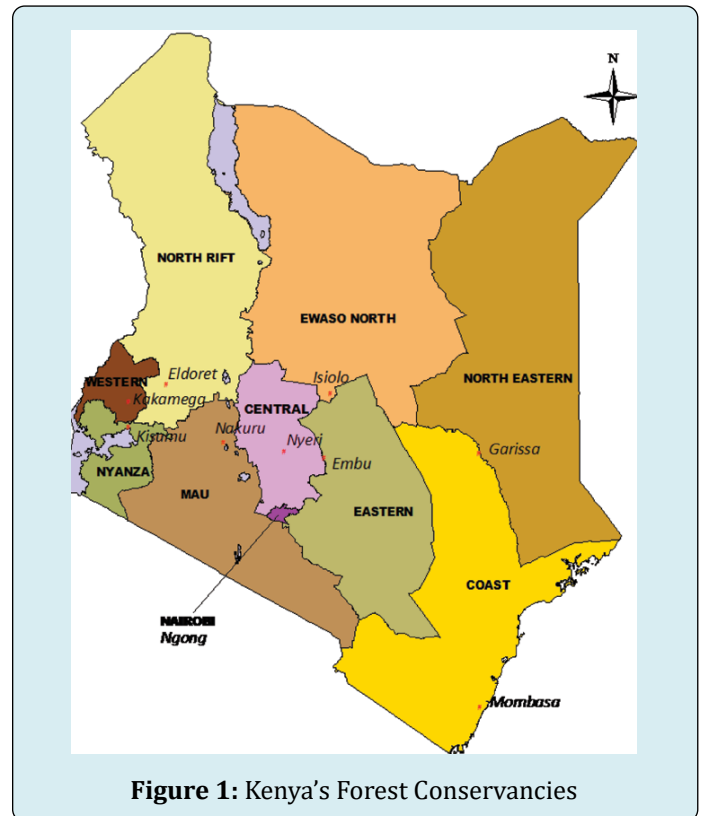 N
NORTH RIFT
EWASO NORTH
NORTH EASTERN
WESTERN
Eldoret
Isiolo
Kakamega
CENTRAL
Kisumu
Nakuru
Nyeri
Garissa
Embu
NYANZA
MAU
EASTERN
COAST
NAIROBI
Ngong
Mombasa
Figure 1: Kenya's Forest Conservancies